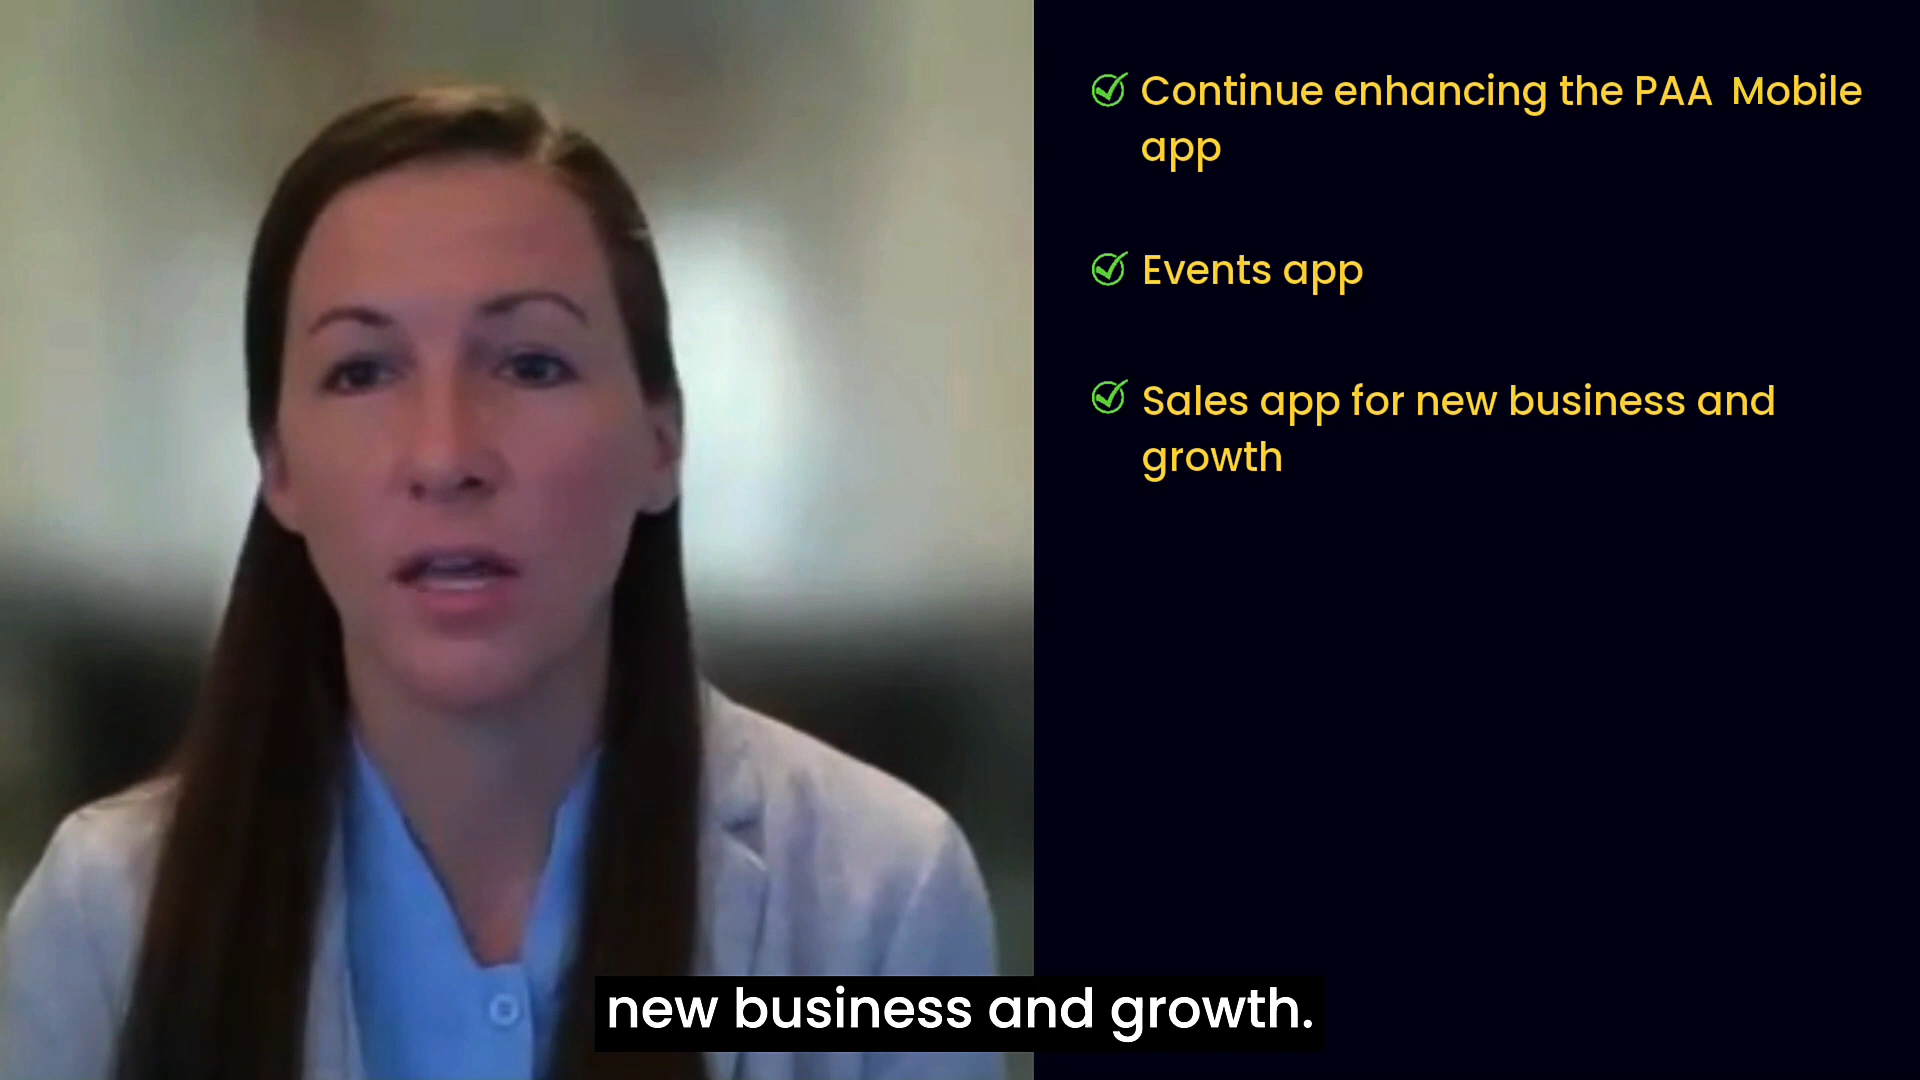 Continue enhancing the PAA Mobile
app
Events app
Sales app for new business and
growth
new business and growth.